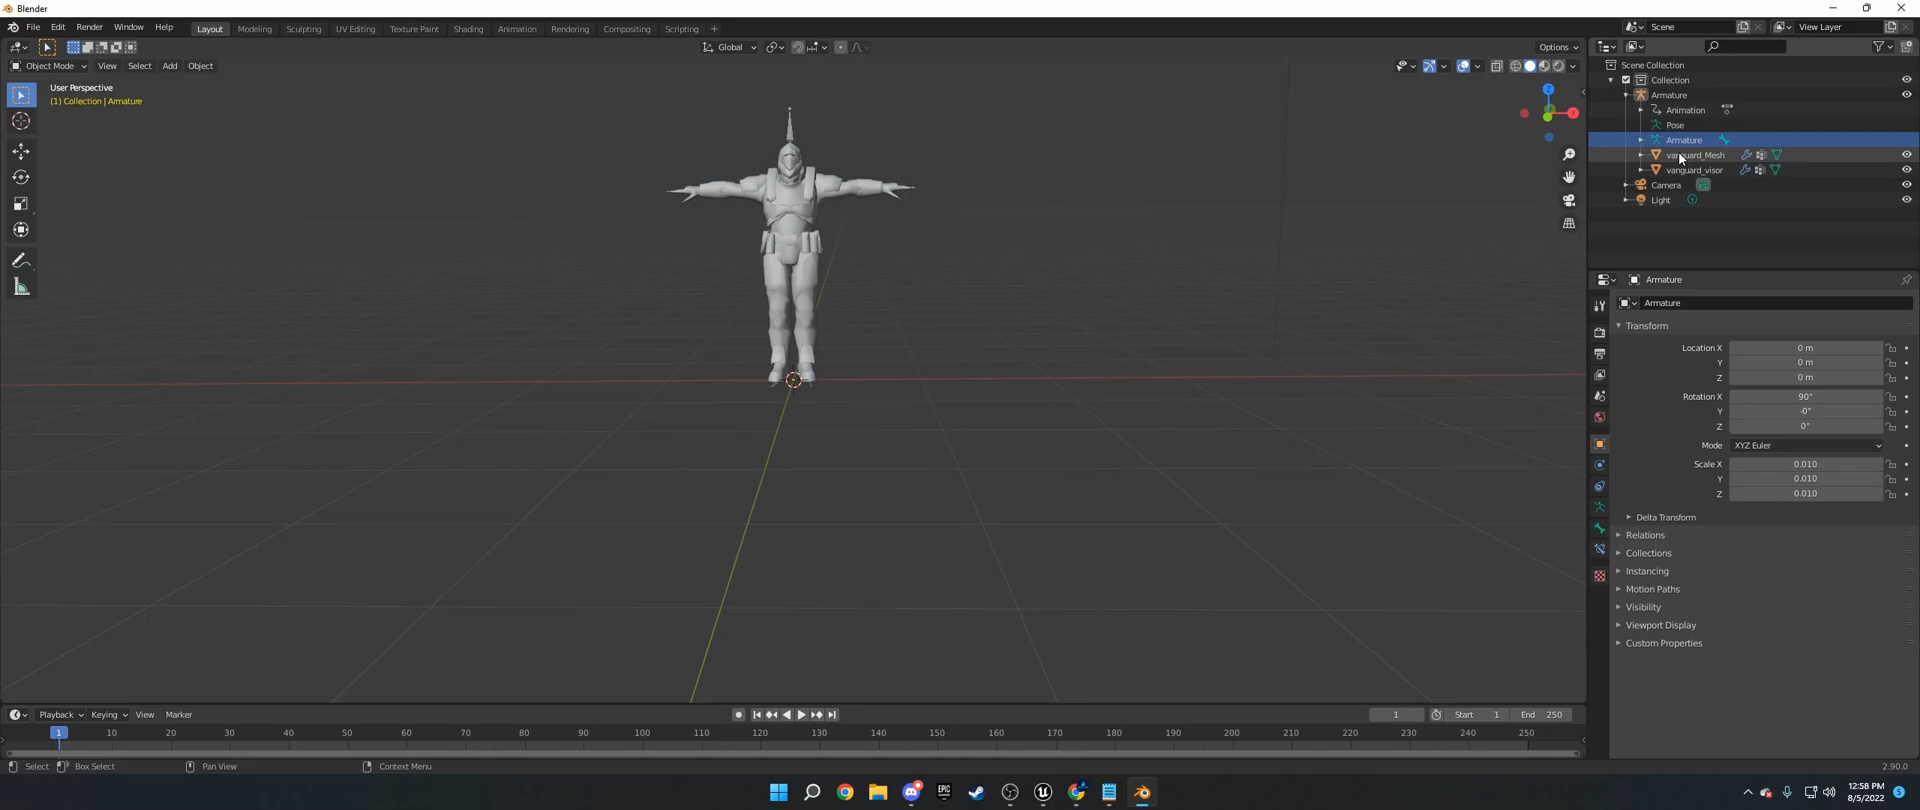 Blender
File Edit Render Window Help
Layout Modeling Sculpting UV Editing Texture Paint Shading Animation Rendering Compositing Scripting +
Scene
View Layer
Global
Options
Object Mode View Select Add Object
User Perspective
(1) Collection | Armature
Z
X
Scene Collection
Collection
Armature
Animation
Pose
Armature
vanguard_Mesh
vanguard_visor
Camera
Light
Armature
Armature
Transform
Location X 0 m
Y 0 m
Z 0 m
Rotation X 90°
Y -0°
Z 0°
Mode XYZ Euler
Scale X 0.010
Y 0.010
Z 0.010
Delta Transform
Relations
Collections
Instancing
Motion Paths
Visibility
Viewport Display
Custom Properties
Playback Keying View Marker
1 Start 1 End 250
1 10 20 30 40 50 60 70 80 90 100 110 120 130 140 150 160 170 180 190 200 210 220 230 240 250
Select Box Select Pan View Context Menu
2.90.0
EPIC
12:58 PM
8/5/2022
5